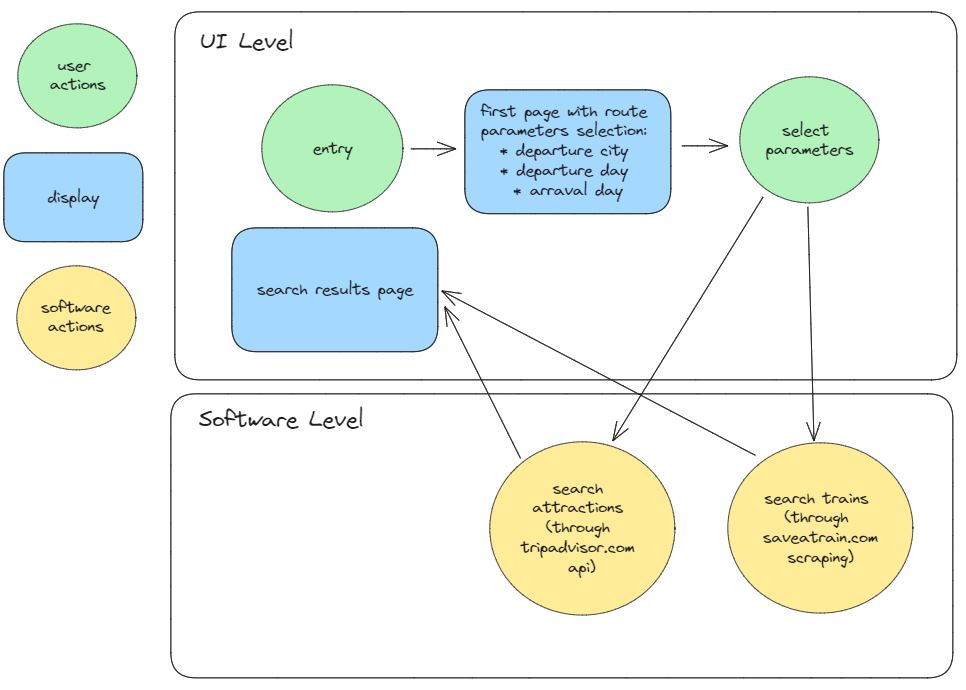 user
actions
display
software
actions
UI Level
entry
first page with route
parameters selection:
* departure city
* departure day
* arraval day
select
parameters
search results page
Software Level
search
attractions
(through
tripadvisor.com
api)
search trains
(through
saveatrain.com
scraping)